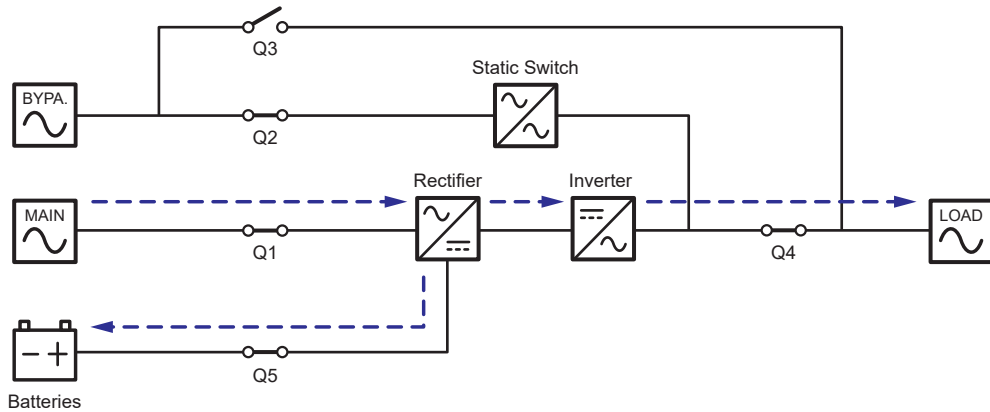 Q3
Static Switch
BYPA.
Q2
Rectifier
Inverter
MAIN
LOAD
Q1
Q4
Q5
Batteries